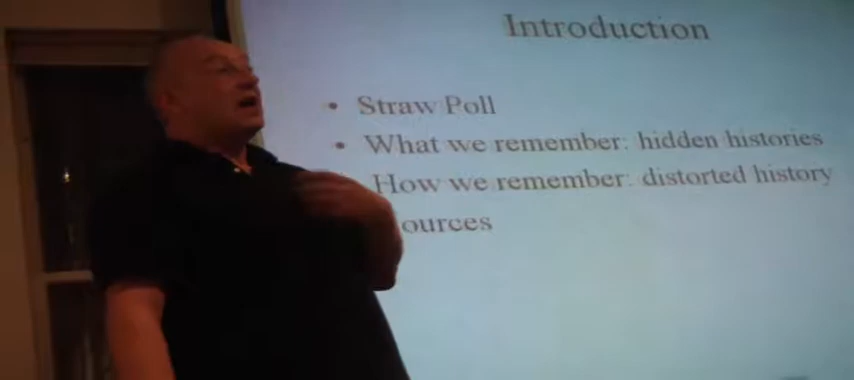 Introduction
• Straw Poll
• What we remember: hidden histories
How we remember: distorted history
ources